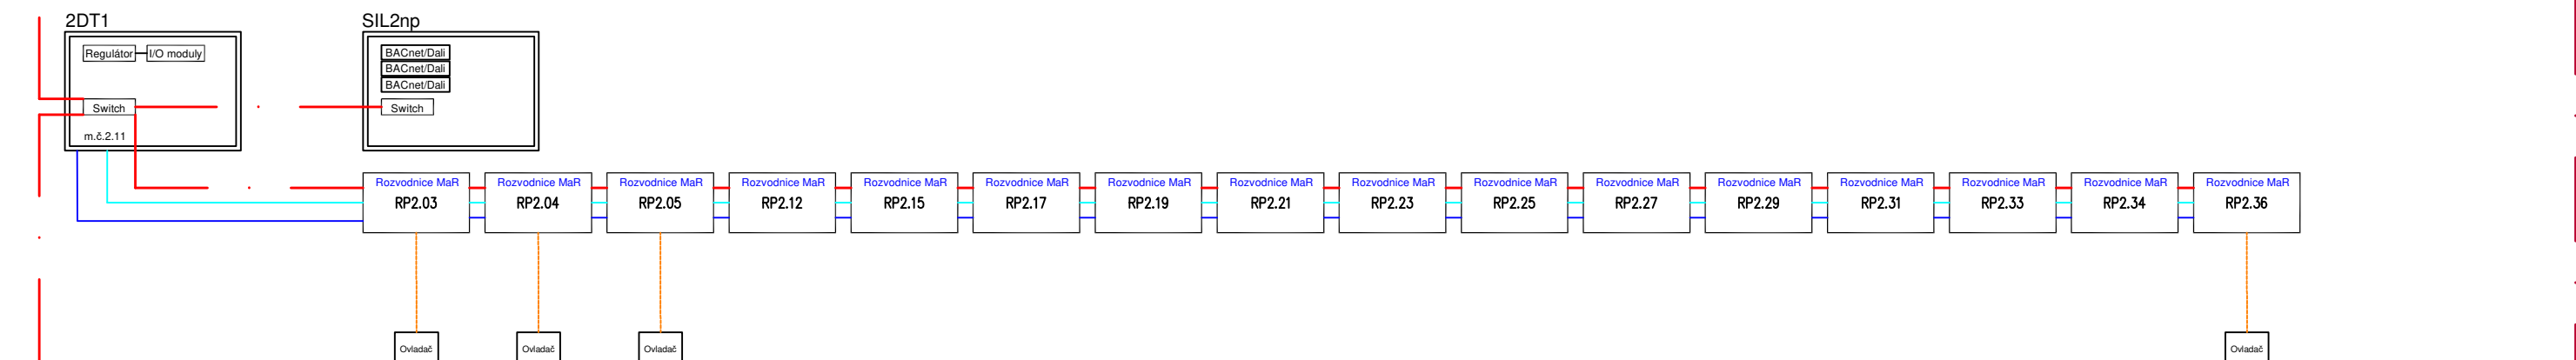 2DT1
SIL2np
Regulátor
I/O moduly
BACnet/Dali
BACnet/Dali
BACnet/Dali
Switch
Switch
m.č.2.11
Rozvodnice MaR
RP2.03
Rozvodnice MaR
RP2.04
Rozvodnice MaR
RP2.05
Rozvodnice MaR
RP2.12
Rozvodnice MaR
RP2.15
Rozvodnice MaR
RP2.17
Rozvodnice MaR
RP2.19
Rozvodnice MaR
RP2.21
Rozvodnice MaR
RP2.23
Rozvodnice MaR
RP2.25
Rozvodnice MaR
RP2.27
Rozvodnice MaR
RP2.29
Rozvodnice MaR
RP2.31
Rozvodnice MaR
RP2.33
Rozvodnice MaR
RP2.34
Rozvodnice MaR
RP2.36
Ovladač
Ovladač
Ovladač
Ovladač